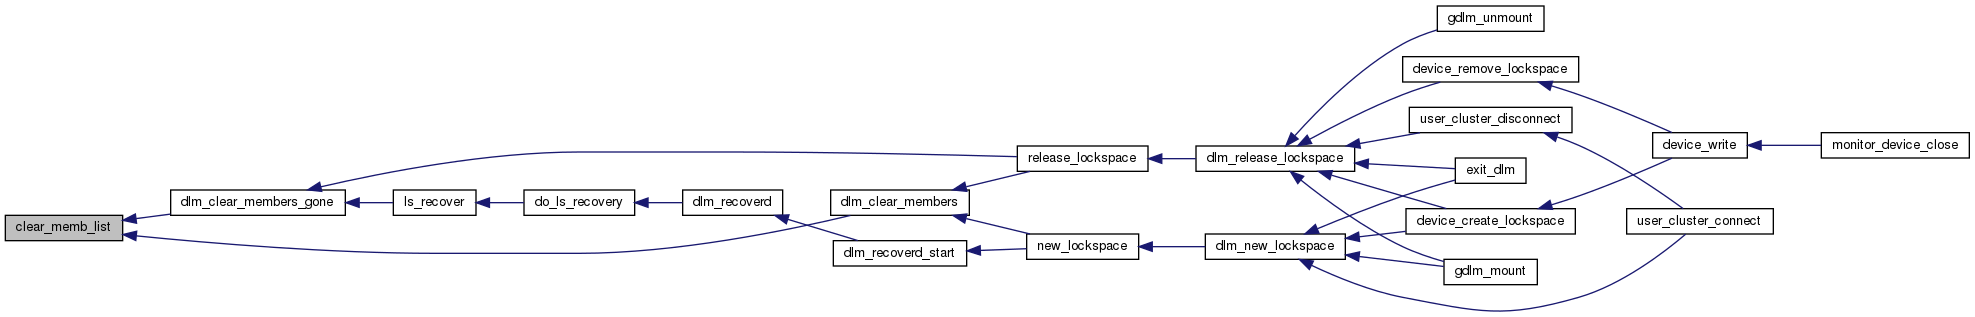 clear_memb_list
dlm_clear_members_gone
ls_recover
do_ls_recovery
dlm_recoverd
dlm_recoverd_start
dlm_clear_members
release_lockspace
new_lockspace
dlm_release_lockspace
dlm_new_lockspace
gdlm_unmount
device_remove_lockspace
user_cluster_disconnect
exit_dlm
device_create_lockspace
gdlm_mount
device_write
user_cluster_connect
monitor_device_close